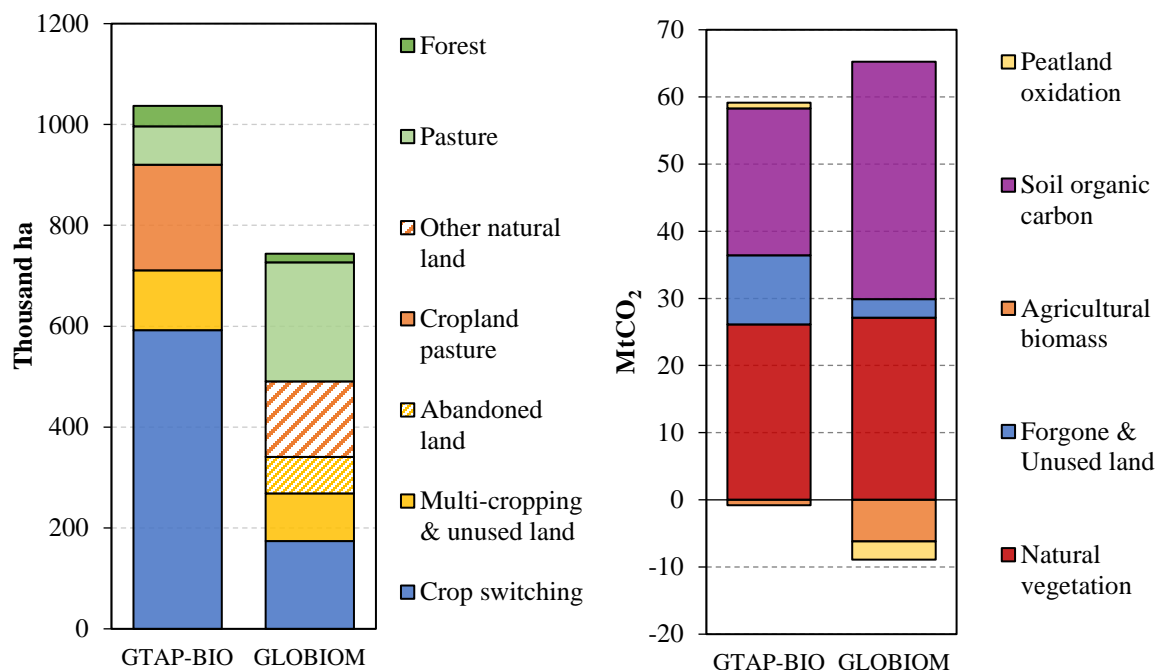 Thousand ha
1200
1000
800
600
400
200
0
GTAP-BIO
GLOBIOM
Forest
Pasture
Other natural
land
Cropland
pasture
Abandoned
land
Multi-cropping
& unused land
Crop switching
MtCO₂
70
60
50
40
30
20
10
0
-10
-20
GTAP-BIO
GLOBIOM
Peatland
oxidation
Soil organic
carbon
Agricultural
biomass
Forgone &
Unused land
Natural
vegetation